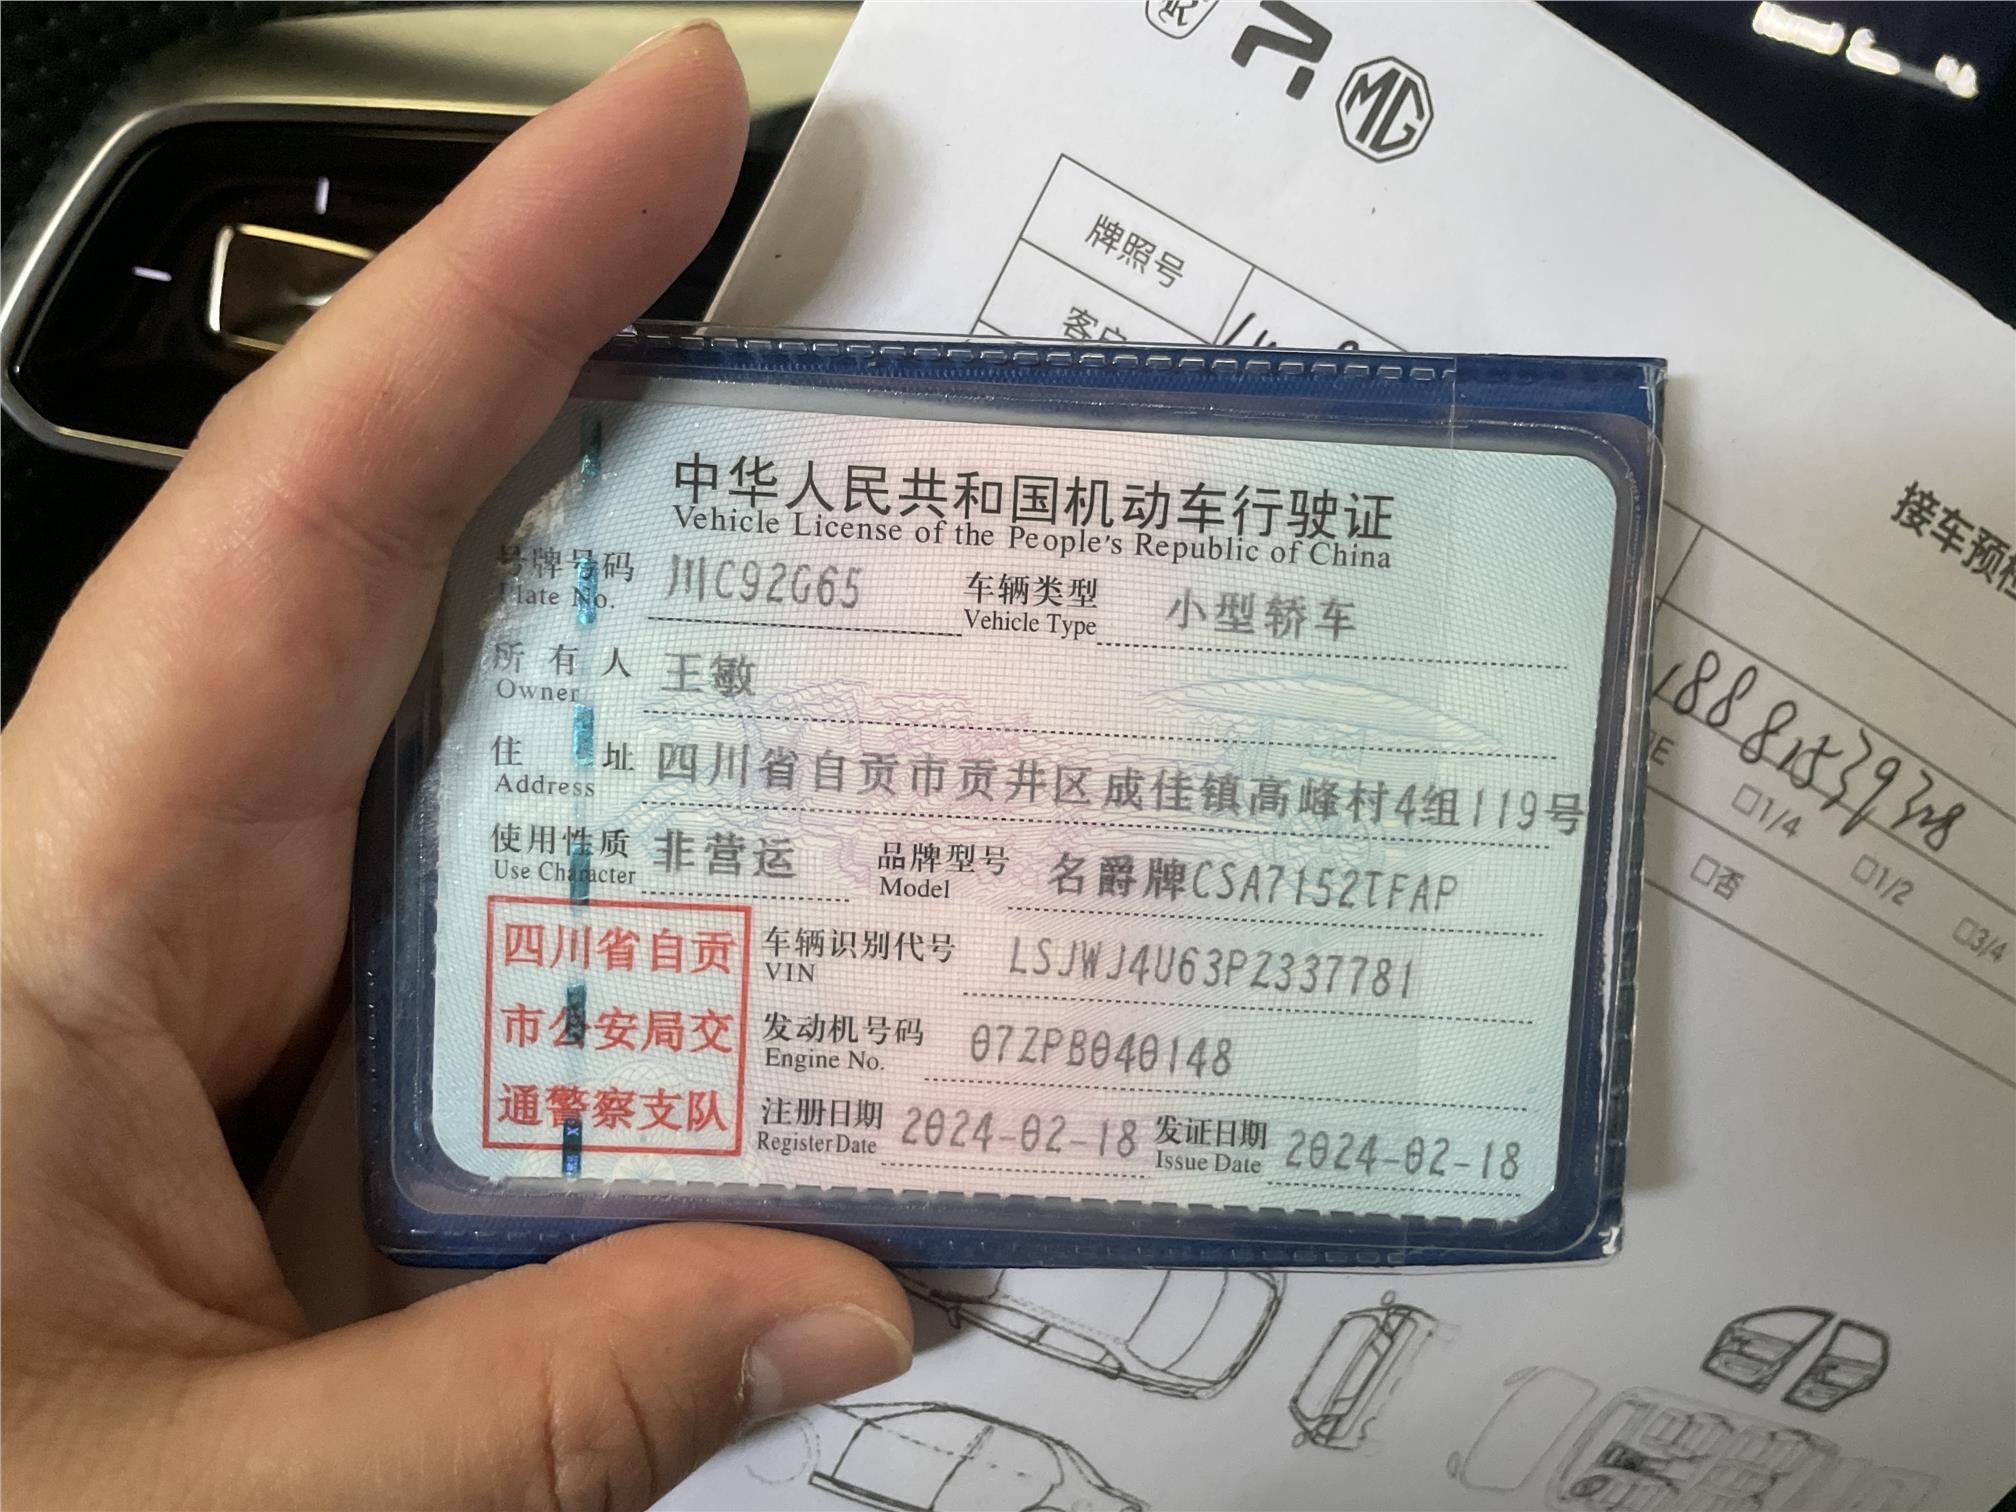 MG
牌照号
接车预检
中华人民共和国机动车行驶证
Vehicle License of the People's Republic of China
号牌号码 川C92G65 车辆类型 小型轿车
Plate No. Vehicle Type
所有人 王敏
Owner
住址 四川省自贡市贡井区成佳镇高峰村4组119号
Address
使用性质 非营运 品牌型号 名爵牌CSA7152TFAP
Use Character Model
四川省自贡
市公安局交
通警察支队
车辆识别代号 LSJWJ4U63PZ337781
VIN
发动机号码 07ZPB040148
Engine No.
注册日期 2024-02-18 发证日期 2024-02-18
Register Date Issue Date
□1/4 □1/2 □3/4
□否